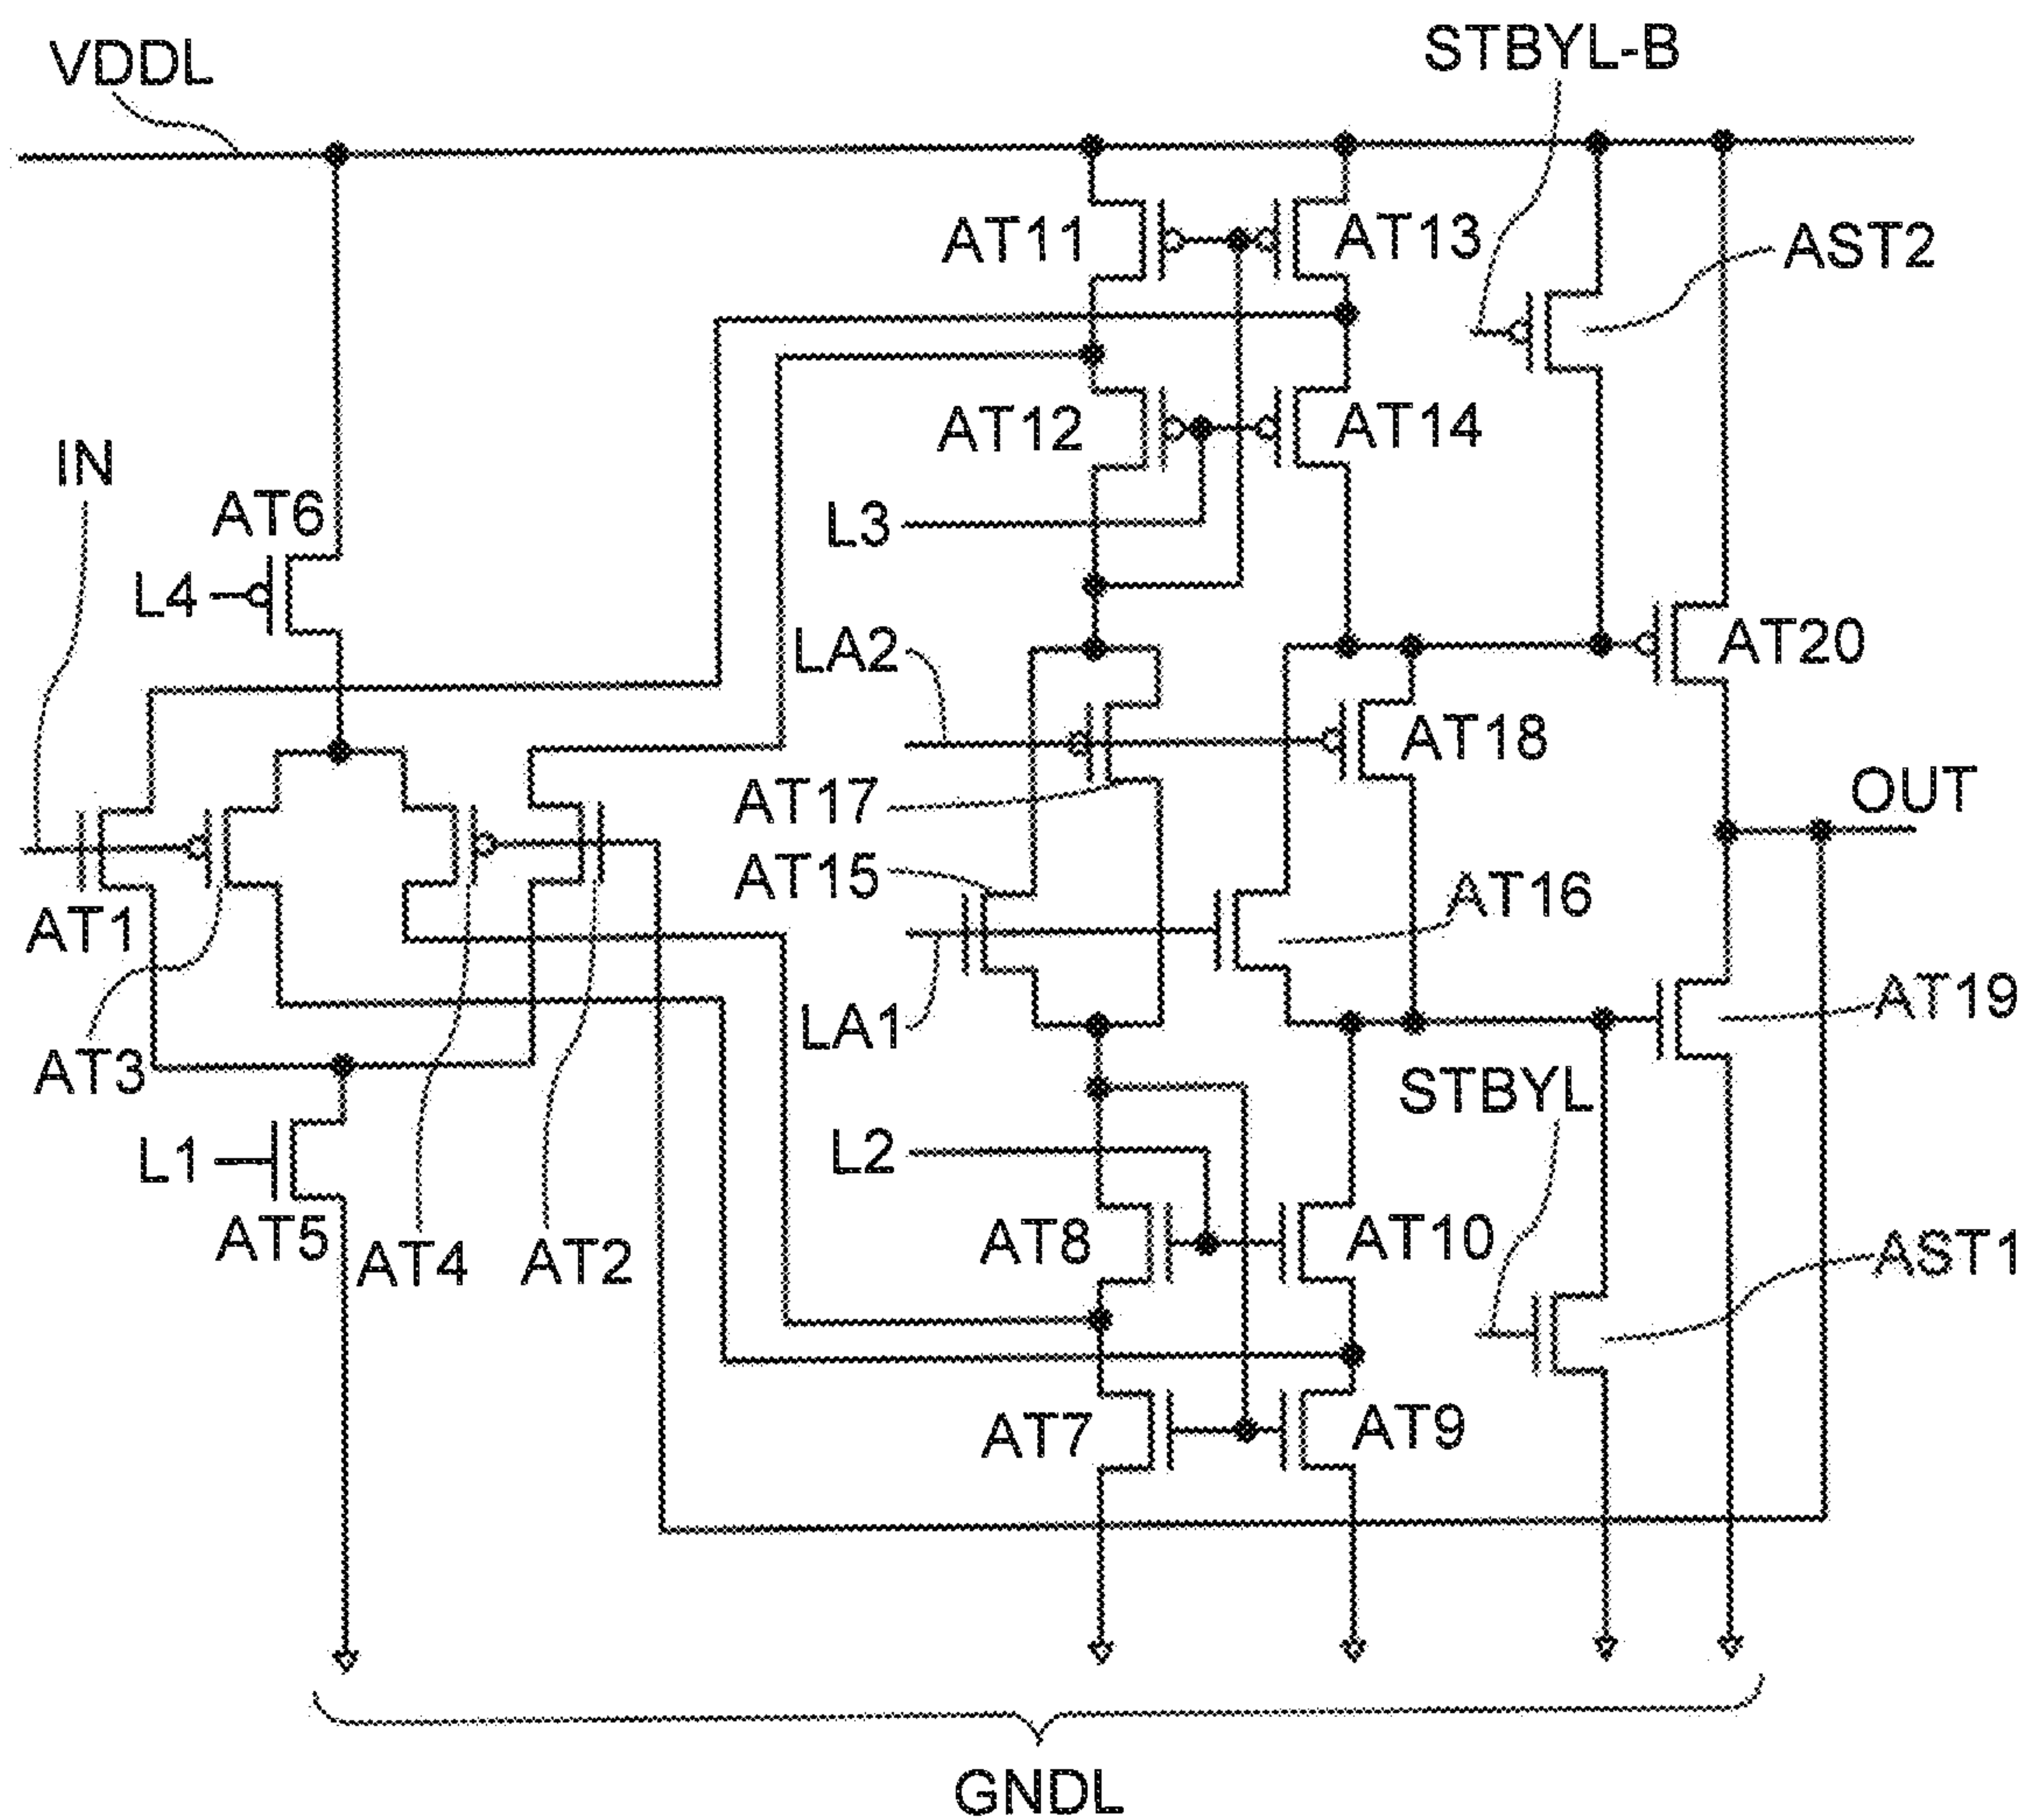 STBYL-B
VDDL
AT11
AT13
AST2
AT12
AT14
IN
AT6
L3
L4
LA2
AT20
AT18
AT17
OUT
AT15
AT16
AT1
AT19
LA1
AT3
STBYL
L1
L2
AT5
AT4
AT2
AT8
AT10
AST1
AT7
AT9
GNDL